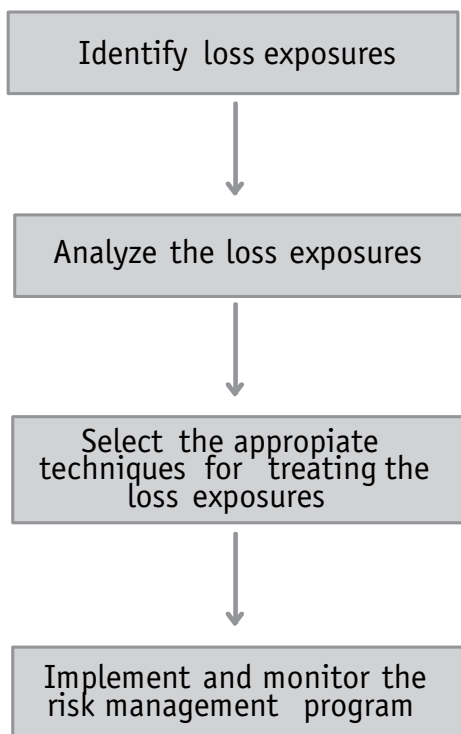 Identify loss exposures
Analyze the loss exposures
Select the appropiate
techniques for treating the
loss exposures
Implement and monitor the
risk management program